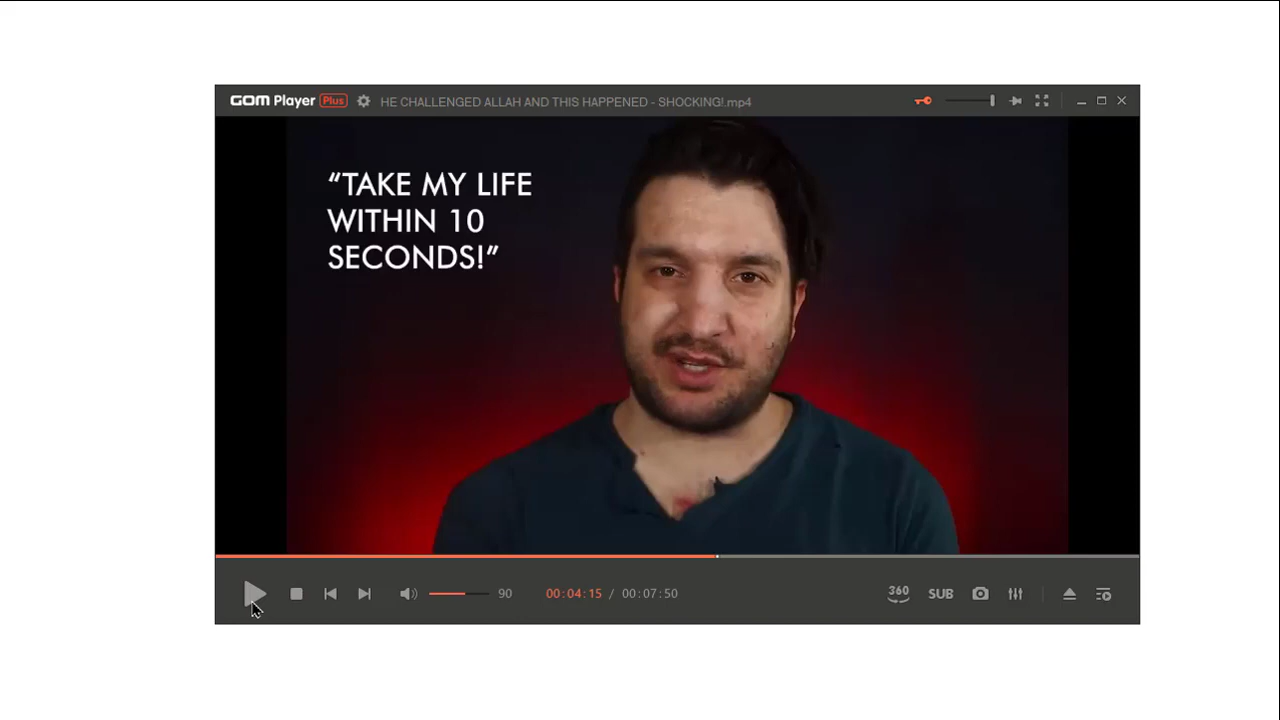 GOM Player Plus HE CHALLENGED ALLAH AND THIS HAPPENED - SHOCKING!.mp4
“TAKE MY LIFE
WITHIN 10
SECONDS!”
90 00:04:15 / 00:07:50 360 SUB